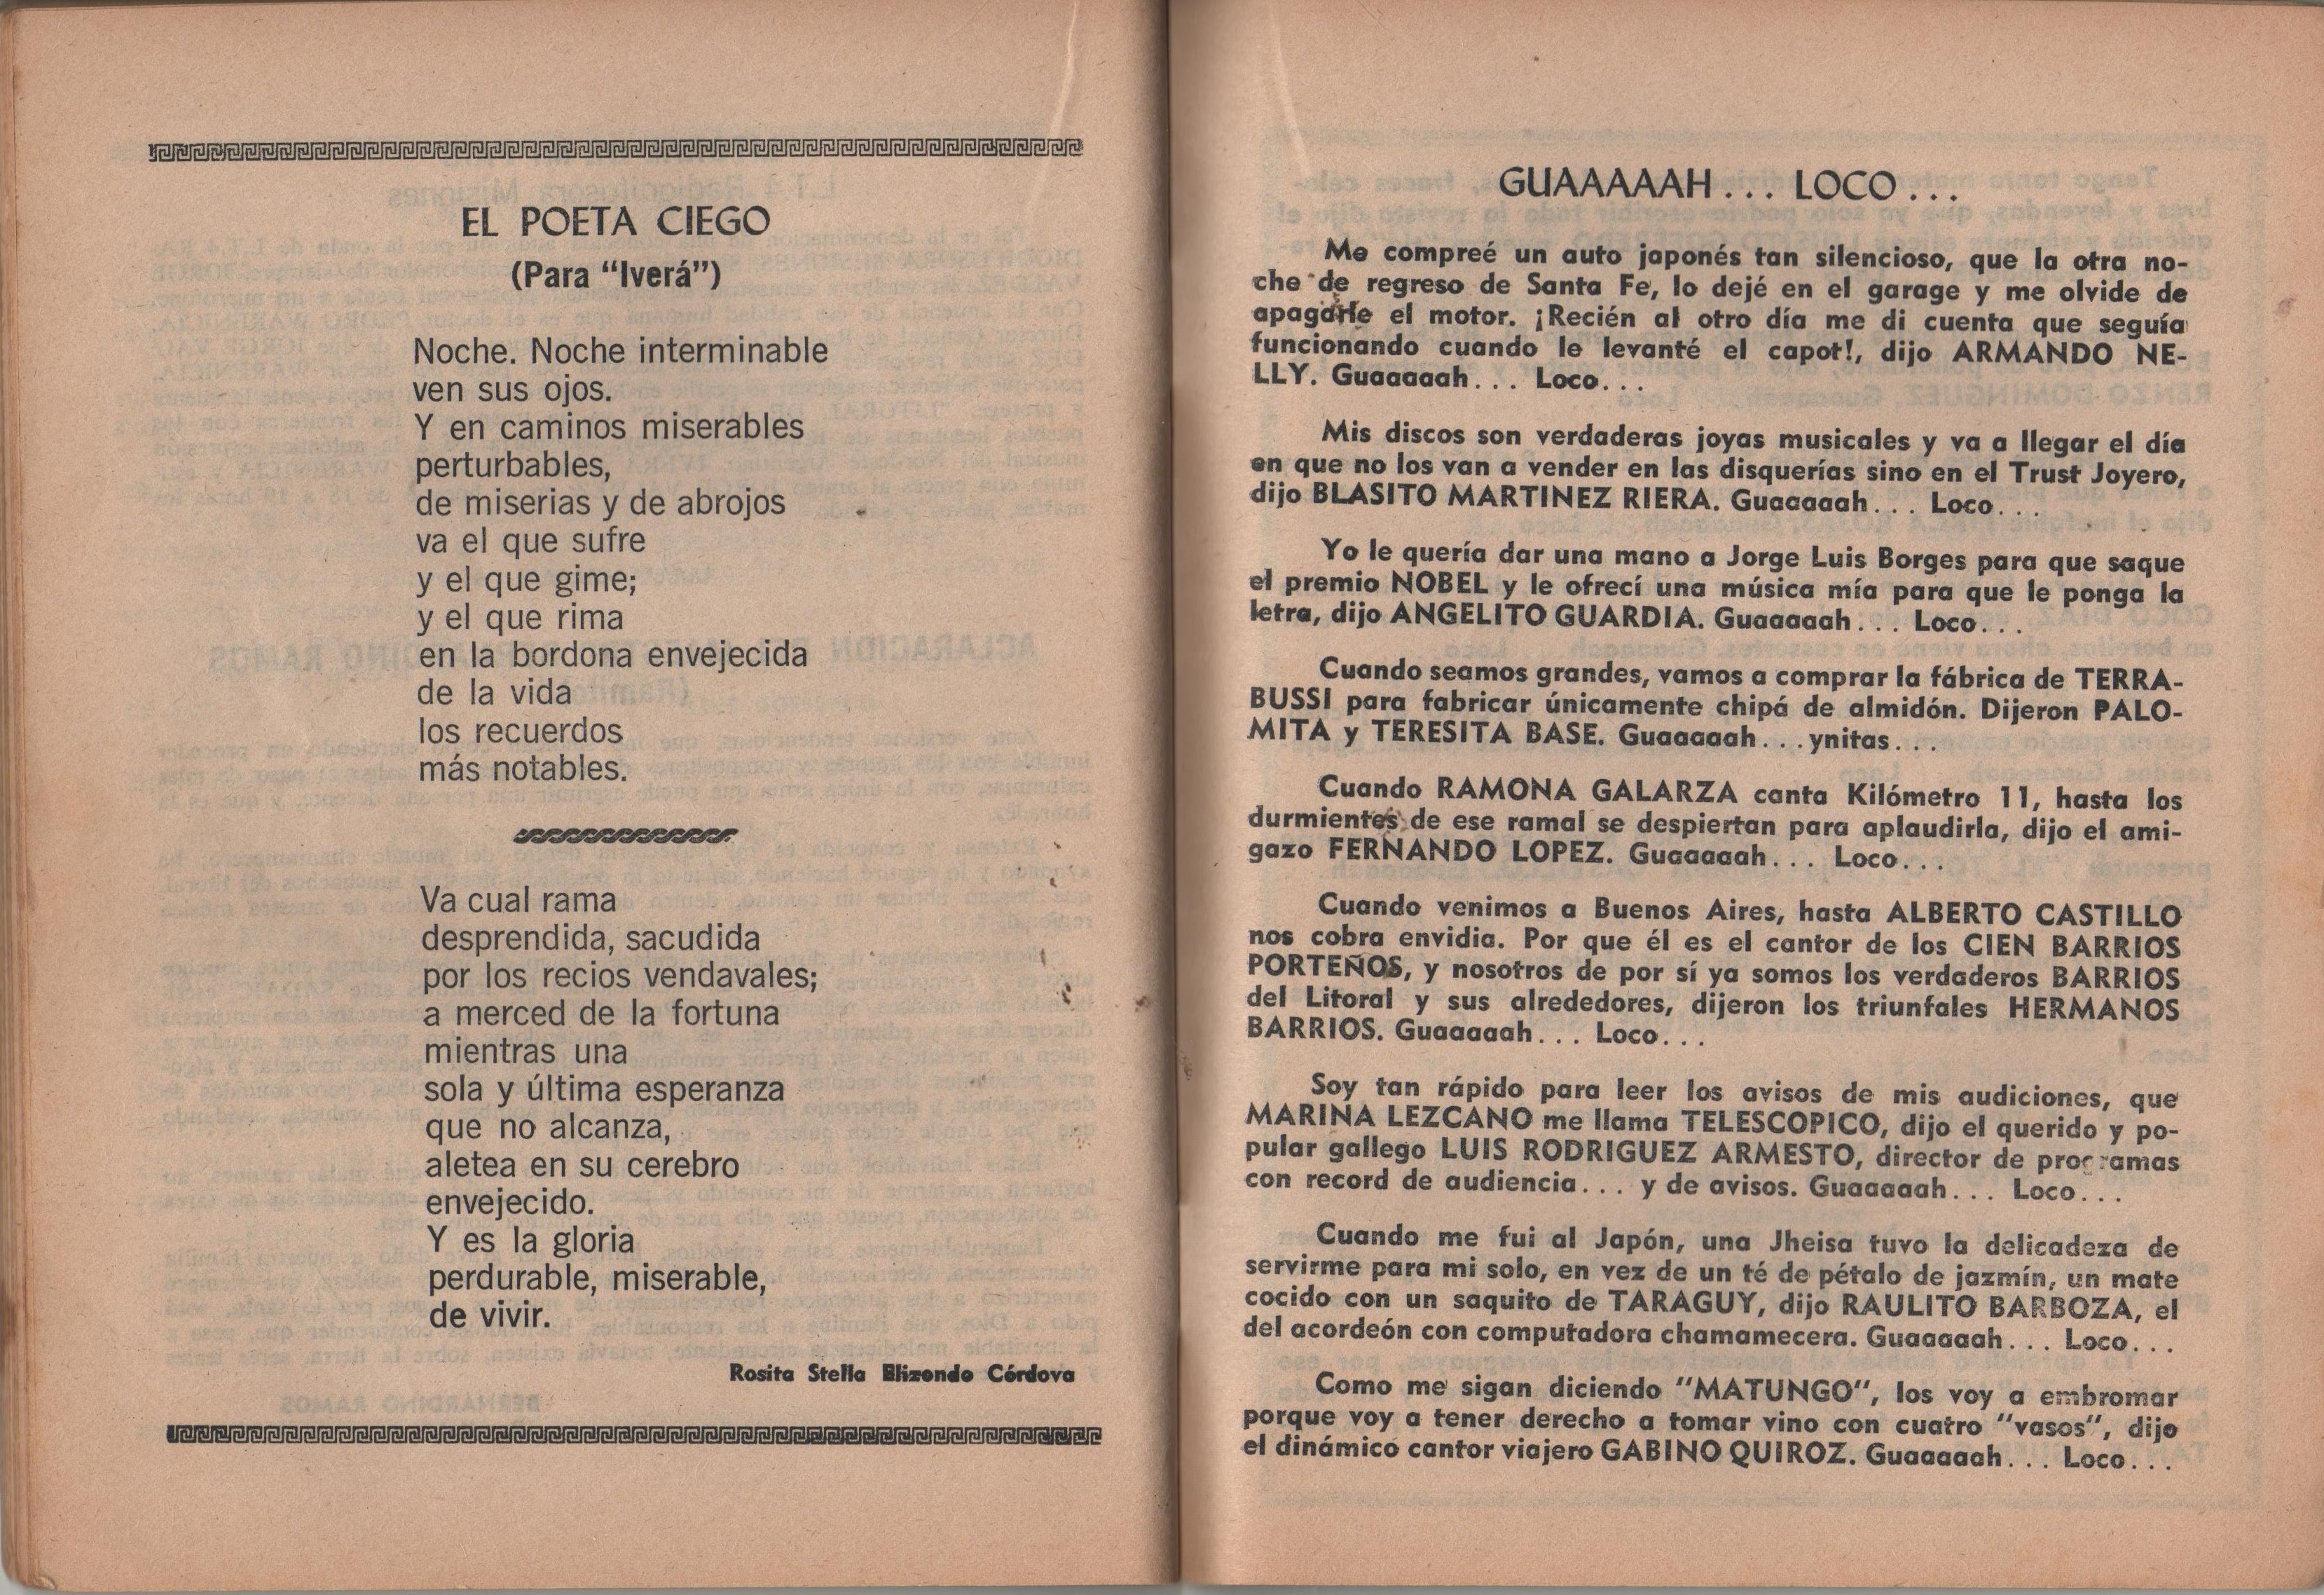 EL POETA CIEGO
(Para “Iverá”)
Noche. Noche interminable
ven sus ojos.
Y en caminos miserables
perturbables,
de miserias y de abrojos
va el que sufre
y el que gime;
y el que rima
en la bordona envejecida
de la vida
los recuerdos
más notables.
Va cual rama
desprendida, sacudida
por los recios vendavales;
a merced de la fortuna
mientras una
sola y última esperanza
que no alcanza,
aletea en su cerebro
envejecido.
Y es la gloria
perdurable, miserable,
de vivir.
Rosita Stella Elizondo Córdova
GUAAAAAH... LOCO...
Me compreé un auto japonés tan silencioso, que la otra no-
che de regreso de Santa Fe, lo dejé en el garage y me olvide de
apagarle el motor. ¡Recién al otro día me di cuenta que seguía
funcionando cuando le levanté el capot!, dijo ARMANDO NE-
LLY. Guaaaaah... Loco...
Mis discos son verdaderas joyas musicales y va a llegar el día
en que no los van a vender en las disquerías sino en el Trust Joyero,
dijo BLASITO MARTINEZ RIERA. Guaaaaah... Loco...
Yo le quería dar una mano a Jorge Luis Borges para que saque
el premio NOBEL y le ofrecí una música mía para que le ponga la
letra, dijo ANGELITO GUARDIA. Guaaaaah... Loco...
Cuando seamos grandes, vamos a comprar la fábrica de TERRA-
BUSSI para fabricar únicamente chipá de almidón. Dijeron PALO-
MITA y TERESITA BASE. Guaaaaah...ynitas...
Cuando RAMONA GALARZA canta Kilómetro 11, hasta los
durmientes de ese ramal se despiertan para aplaudirla, dijo el ami-
gazo FERNANDO LOPEZ. Guaaaaah... Loco...
Cuando venimos a Buenos Aires, hasta ALBERTO CASTILLO
nos cobra envidia. Por que él es el cantor de los CIEN BARRIOS
PORTEÑOS, y nosotros de por sí ya somos los verdaderos BARRIOS
del Litoral y sus alrededores, dijeron los triunfales HERMANOS
BARRIOS. Guaaaaah... Loco...
Soy tan rápido para leer los avisos de mis audiciones, que
MARINA LEZCANO me llama TELESCOPICO, dijo el querido y po-
pular gallego LUIS RODRIGUEZ ARMESTO, director de programas
con record de audiencia... y de avisos. Guaaaaah... Loco...
Cuando me fui al Japón, una Jheisa tuvo la delicadeza de
servirme para mi solo, en vez de un té de pétalo de jazmín, un mate
cocido con un saquito de TARAGUY, dijo RAULITO BARBOZA, el
del acordeón con computadora chamamecera. Guaaaaah... Loco...
Como me sigan diciendo “MATUNGO”, los voy a embromar
porque voy a tener derecho a tomar vino con cuatro “vasos”, dijo
el dinámico cantor viajero GABINO QUIROZ. Guaaaaah... Loco...